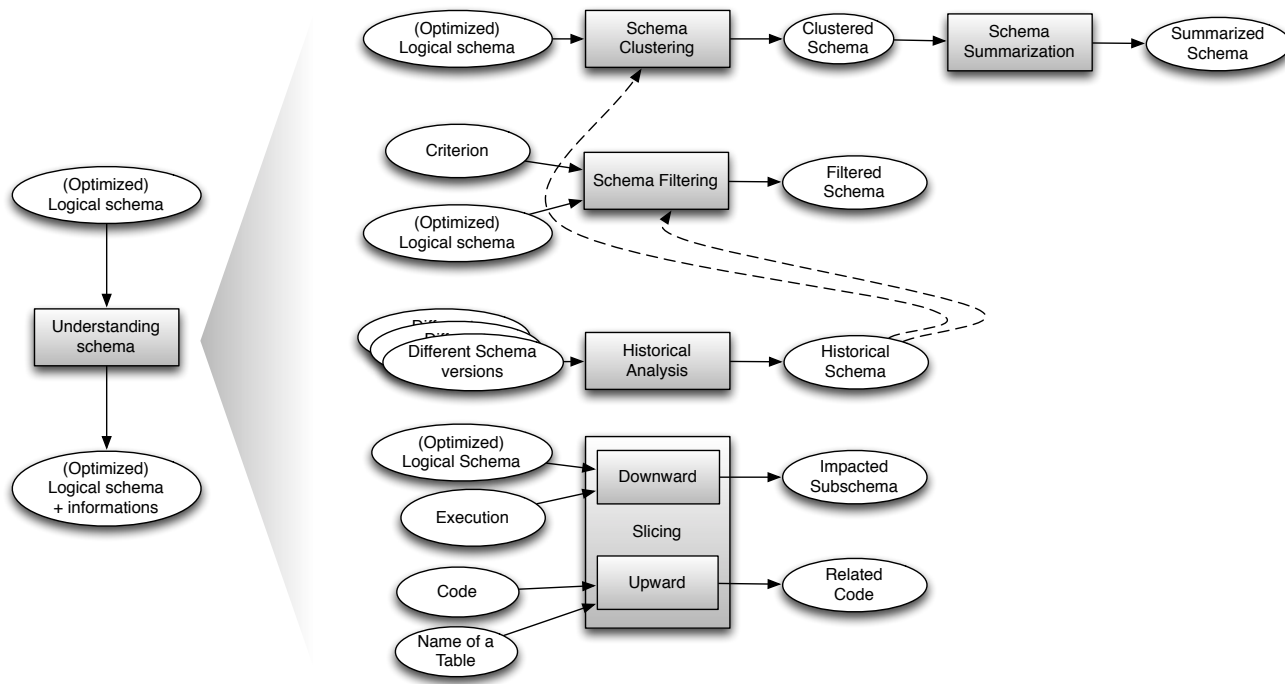 (Optimized)
Logical schema
Understanding
schema
(Optimized)
Logical schema
+ informations
(Optimized)
Logical schema
Schema
Clustering
Clustered
Schema
Schema
Summarization
Summarized
Schema
Criterion
(Optimized)
Logical schema
Schema Filtering
Filtered
Schema
Different Schema
versions
Historical
Analysis
Historical
Schema
(Optimized)
Logical Schema
Execution
Downward
Impacted
Subschema
Slicing
Code
Name of a
Table
Upward
Related
Code